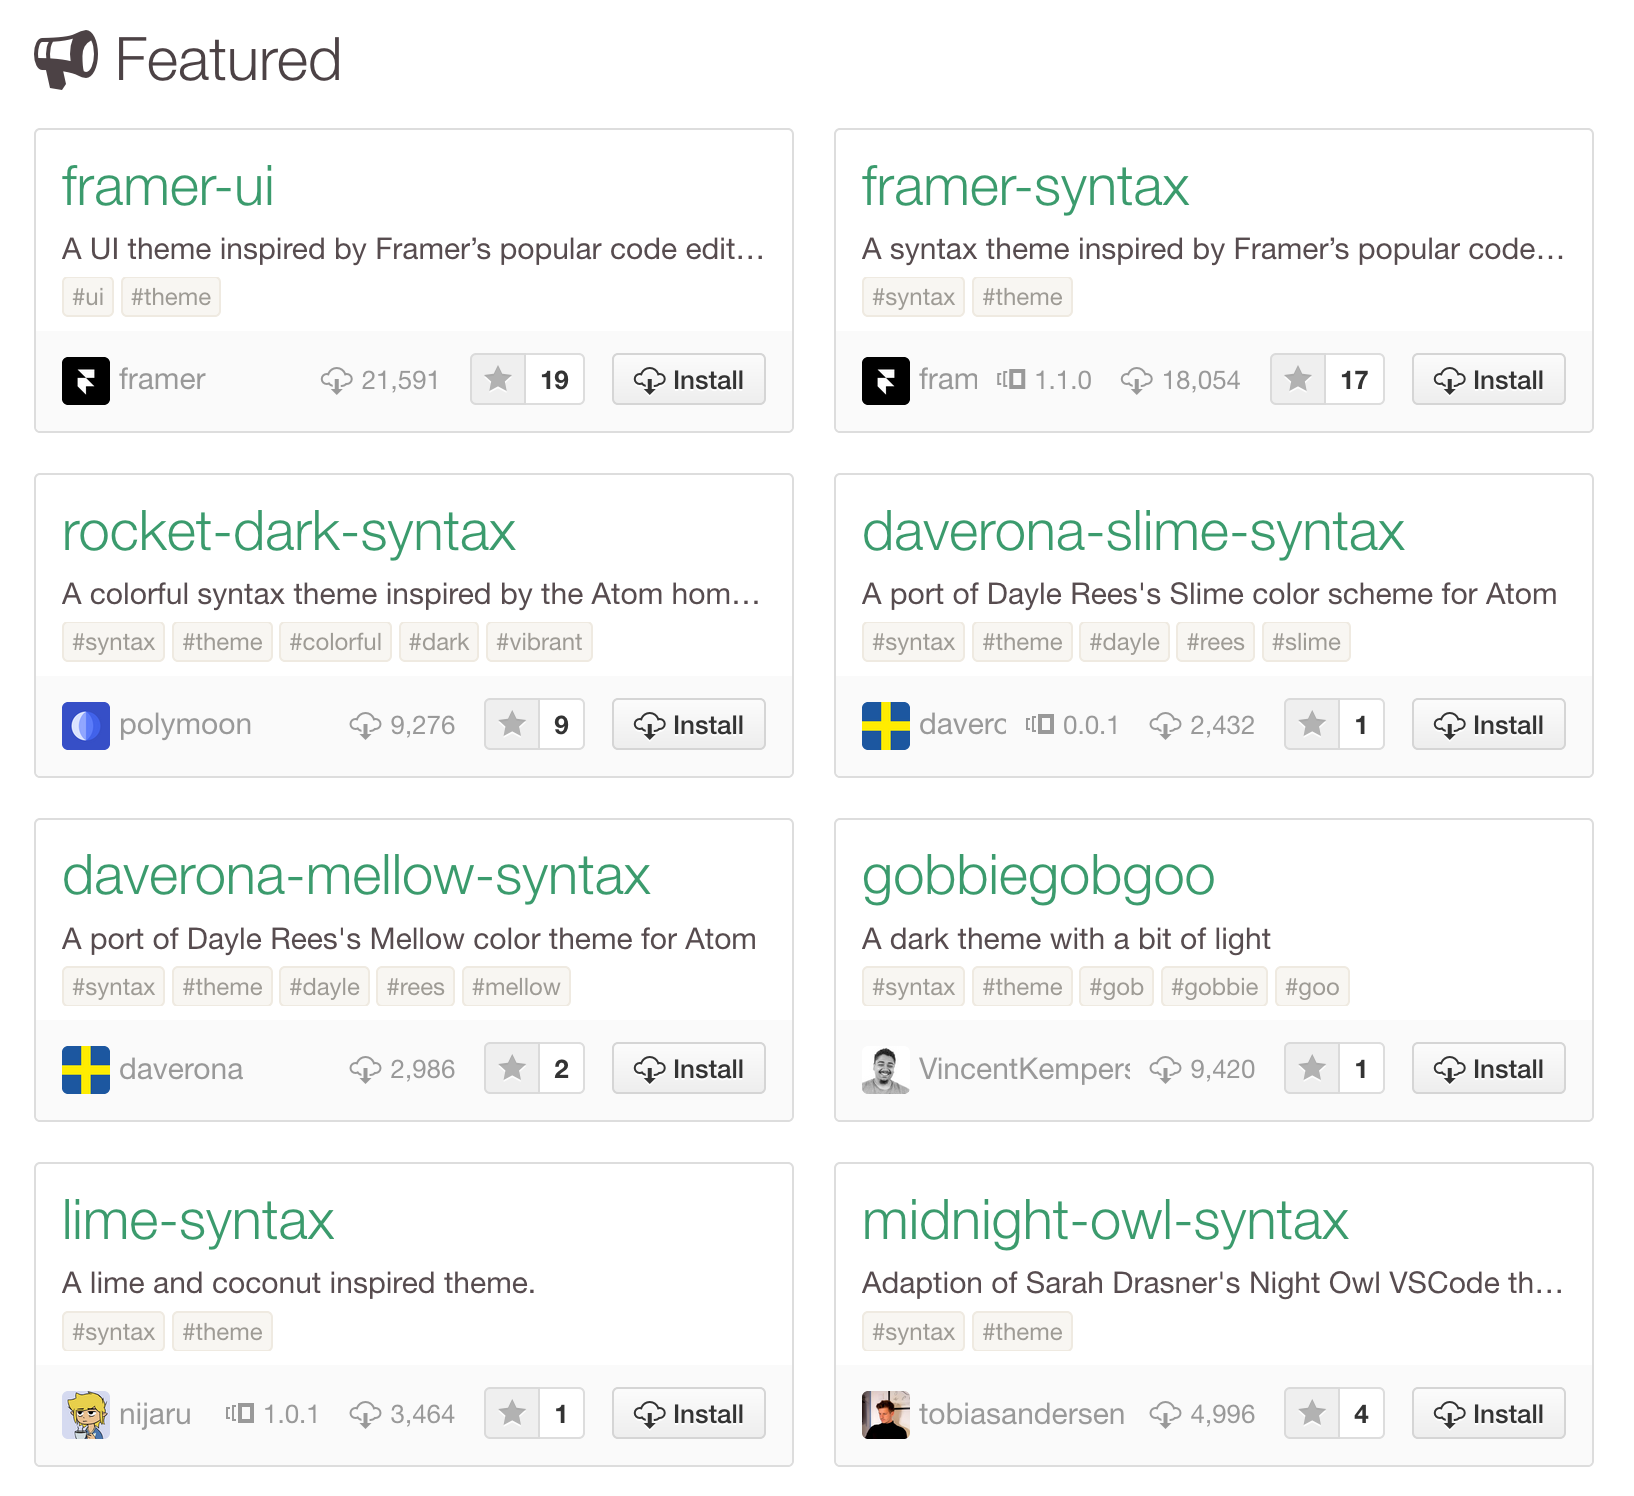 Featured
framer-ui
A UI theme inspired by Framer’s popular code edit…
#ui #theme
framer 21,591 19 Install
framer-syntax
A syntax theme inspired by Framer’s popular code…
#syntax #theme
fram 1.1.0 18,054 17 Install
rocket-dark-syntax
A colorful syntax theme inspired by the Atom hom…
#syntax #theme #colorful #dark #vibrant
polymoon 9,276 9 Install
daverona-slime-syntax
A port of Dayle Rees's Slime color scheme for Atom
#syntax #theme #dayle #rees #slime
daverc 0.0.1 2,432 1 Install
daverona-mellow-syntax
A port of Dayle Rees's Mellow color theme for Atom
#syntax #theme #dayle #rees #mellow
daverona 2,986 2 Install
gobbiegobgoo
A dark theme with a bit of light
#syntax #theme #gob #gobbie #goo
VincentKempers 9,420 1 Install
lime-syntax
A lime and coconut inspired theme.
#syntax #theme
nijaru 1.0.1 3,464 1 Install
midnight-owl-syntax
Adaption of Sarah Drasner's Night Owl VSCode th…
#syntax #theme
tobiasandersen 4,996 4 Install